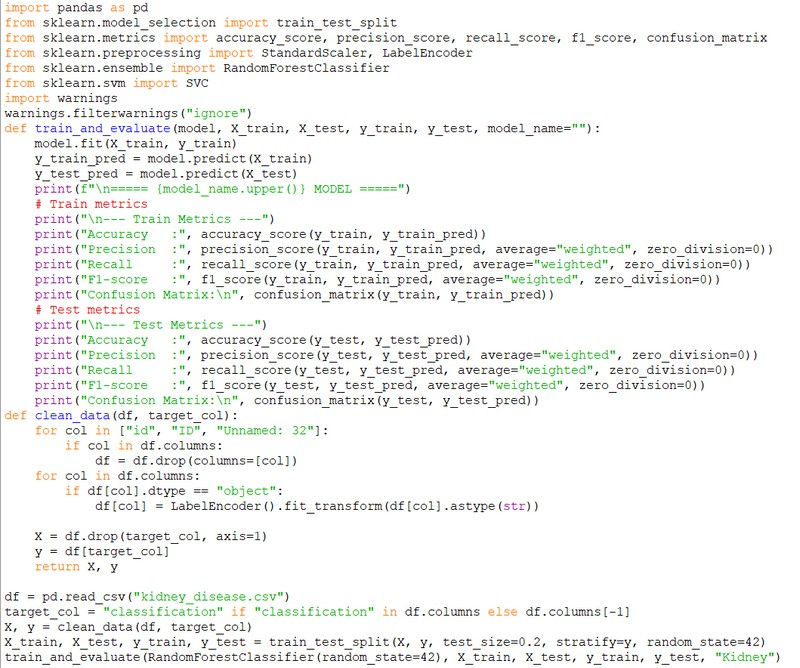 import pandas as pd
from sklearn.model_selection import train_test_split
from sklearn.metrics import accuracy_score, precision_score, recall_score, f1_score, confusion_matrix
from sklearn.preprocessing import StandardScaler, LabelEncoder
from sklearn.ensemble import RandomForestClassifier
from sklearn.svm import SVC
import warnings
warnings.filterwarnings("ignore")
def train_and_evaluate(model, X_train, X_test, y_train, y_test, model_name=""):
    model.fit(X_train, y_train)
    y_train_pred = model.predict(X_train)
    y_test_pred = model.predict(X_test)
    print(f"\n===== {model_name.upper()} MODEL =====")
    # Train metrics
    print("\n--- Train Metrics ---")
    print("Accuracy   :", accuracy_score(y_train, y_train_pred))
    print("Precision  :", precision_score(y_train, y_train_pred, average="weighted", zero_division=0))
    print("Recall     :", recall_score(y_train, y_train_pred, average="weighted", zero_division=0))
    print("F1-score   :", f1_score(y_train, y_train_pred, average="weighted", zero_division=0))
    print("Confusion Matrix:\n", confusion_matrix(y_train, y_train_pred))
    # Test metrics
    print("\n--- Test Metrics ---")
    print("Accuracy   :", accuracy_score(y_test, y_test_pred))
    print("Precision  :", precision_score(y_test, y_test_pred, average="weighted", zero_division=0))
    print("Recall     :", recall_score(y_test, y_test_pred, average="weighted", zero_division=0))
    print("F1-score   :", f1_score(y_test, y_test_pred, average="weighted", zero_division=0))
    print("Confusion Matrix:\n", confusion_matrix(y_test, y_test_pred))
def clean_data(df, target_col):
    for col in ["id", "ID", "Unnamed: 32"]:
        if col in df.columns:
            df = df.drop(columns=[col])
    for col in df.columns:
        if df[col].dtype == "object":
            df[col] = LabelEncoder().fit_transform(df[col].astype(str))

    X = df.drop(target_col, axis=1)
    y = df[target_col]
    return X, y

df = pd.read_csv("kidney_disease.csv")
target_col = "classification" if "classification" in df.columns else df.columns[-1]
X, y = clean_data(df, target_col)
X_train, X_test, y_train, y_test = train_test_split(X, y, test_size=0.2, stratify=y, random_state=42)
train_and_evaluate(RandomForestClassifier(random_state=42), X_train, X_test, y_train, y_test, "Kidney")